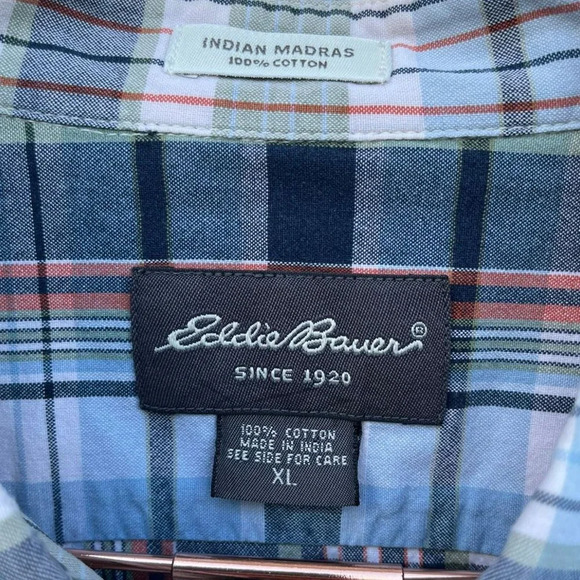 INDIAN MADRAS
100% COTTON
Eddie Bauer®
SINCE 1920
100% COTTON
MADE IN INDIA
SEE SIDE FOR CARE
XL